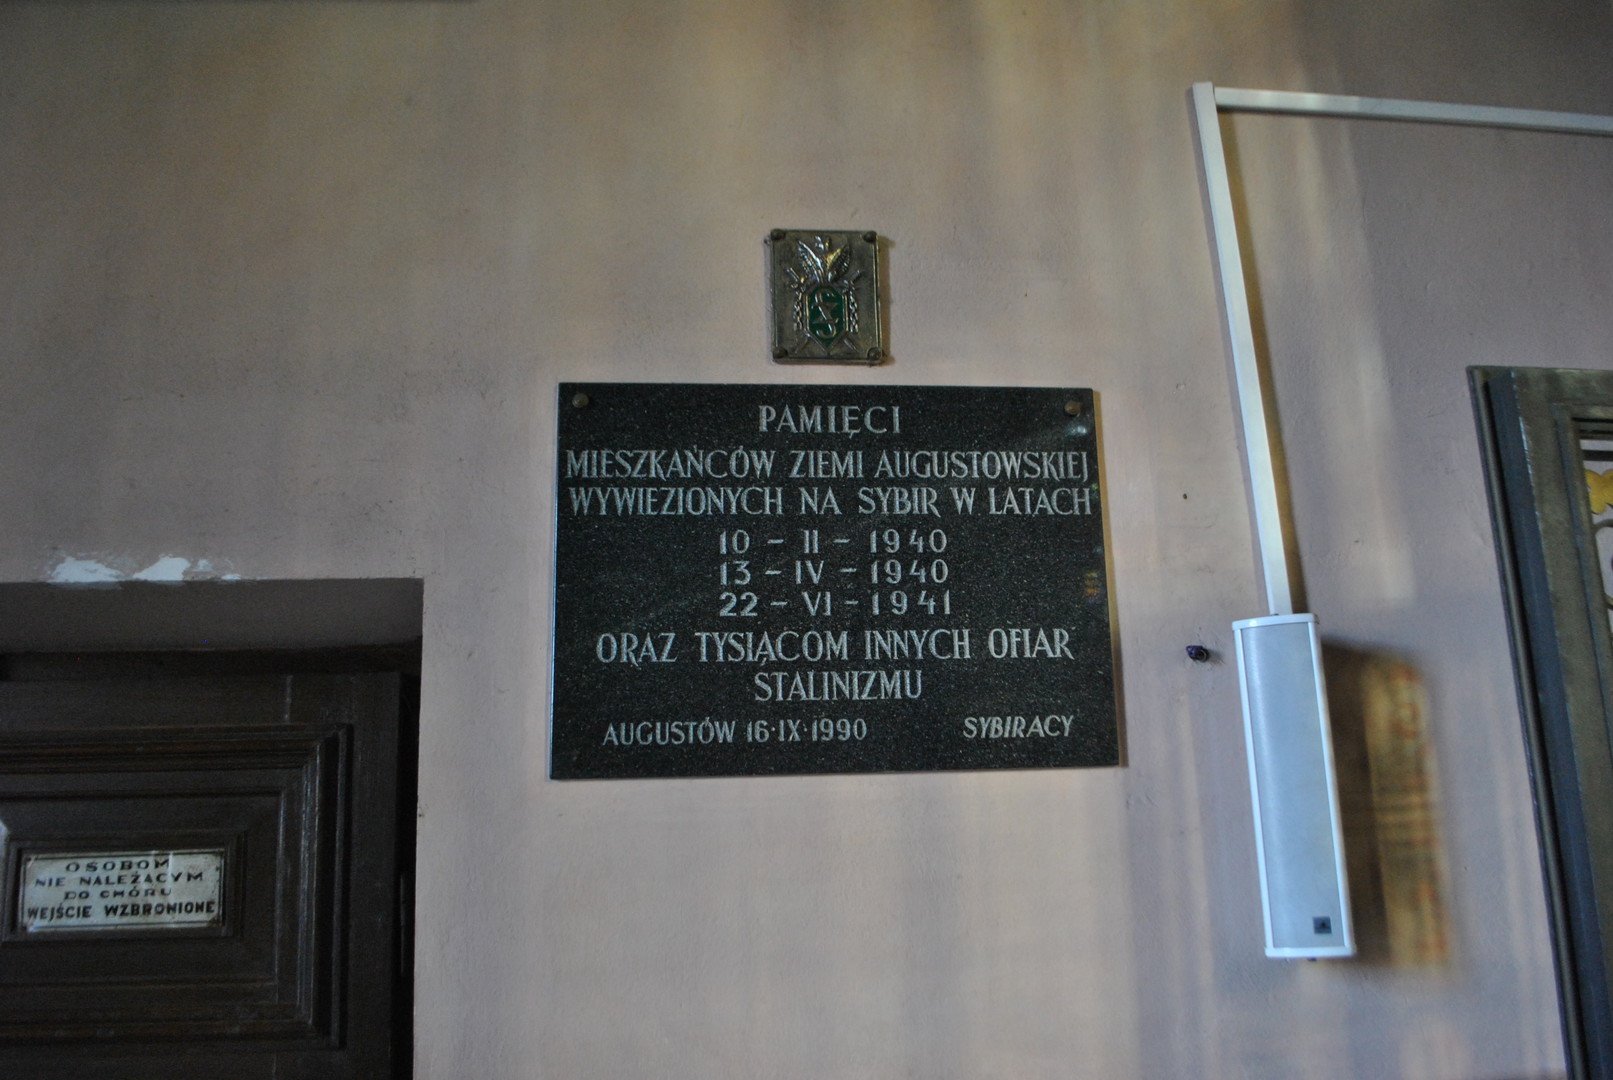 PAMIĘCI
MIESZKAŃCÓW ZIEMI AUGUSTOWSKIEJ
WYWIEZIONYCH NA SYBIR W LATACH
10 - II - 1940
13 - IV - 1940
22 - VI - 1941
ORAZ TYSIĄCOM INNYCH OFIAR
STALINIZMU
AUGUSTÓW 16·IX·1990 SYBIRACY
OSOBOM
NIE NALEŻĄCYM
DO CHÓRU
WEJŚCIE WZBRONIONE